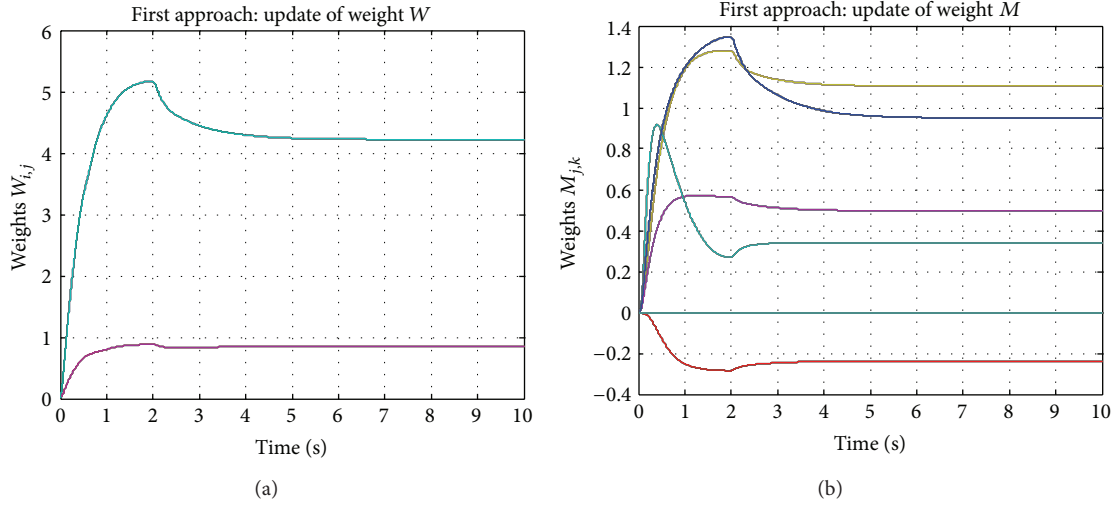 First approach: update of weight W
6
5
4
3
2
1
0
Weights W_{i,j}
0 1 2 3 4 5 6 7 8 9 10
Time (s)
(a)
First approach: update of weight M
1.4
1.2
1
0.8
0.6
0.4
0.2
0
−0.2
−0.4
Weights M_{j,k}
0 1 2 3 4 5 6 7 8 9 10
Time (s)
(b)